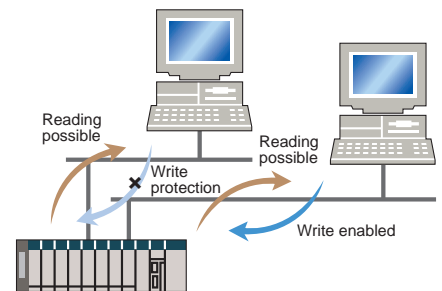 Reading
possible
Write
protection
Reading
possible
Write enabled